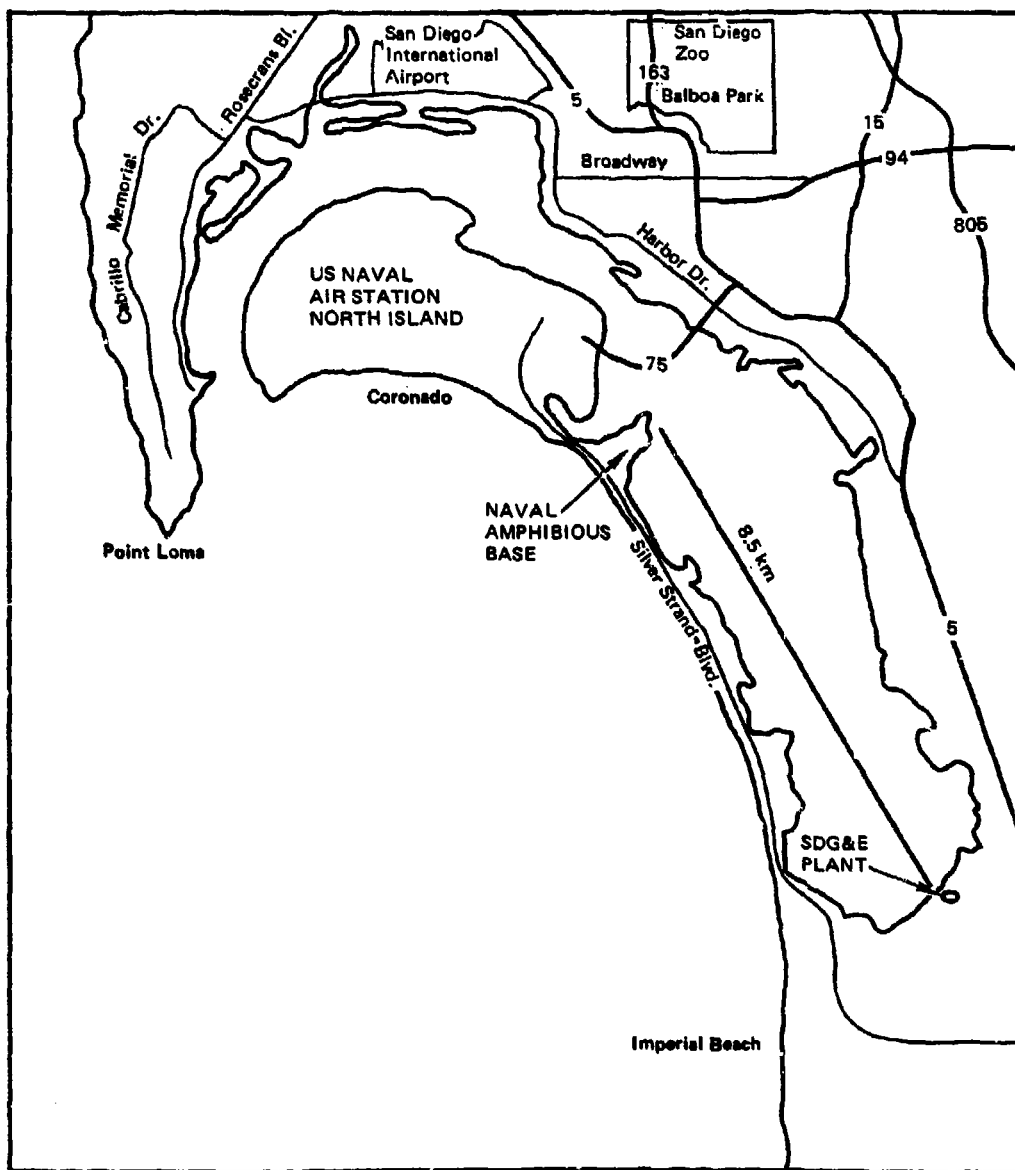 San Diego
International
Airport
San Diego
Zoo
163
Balboa Park
5
15
94
Rosecrans Bl.
Cabrillo Memorial Dr.
Broadway
805
Harbor Dr.
US NAVAL
AIR STATION
NORTH ISLAND
75
Coronado
NAVAL
AMPHIBIOUS
BASE
Point Loma
8.5 km
Silver Strand Blvd.
5
SDG&E
PLANT
Imperial Beach